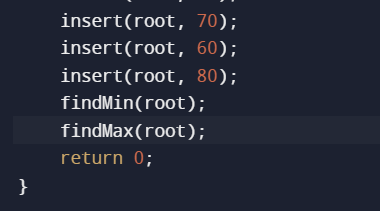 insert(root, 70);
insert(root, 60);
insert(root, 80);
findMin(root);
findMax(root);
return 0;
}